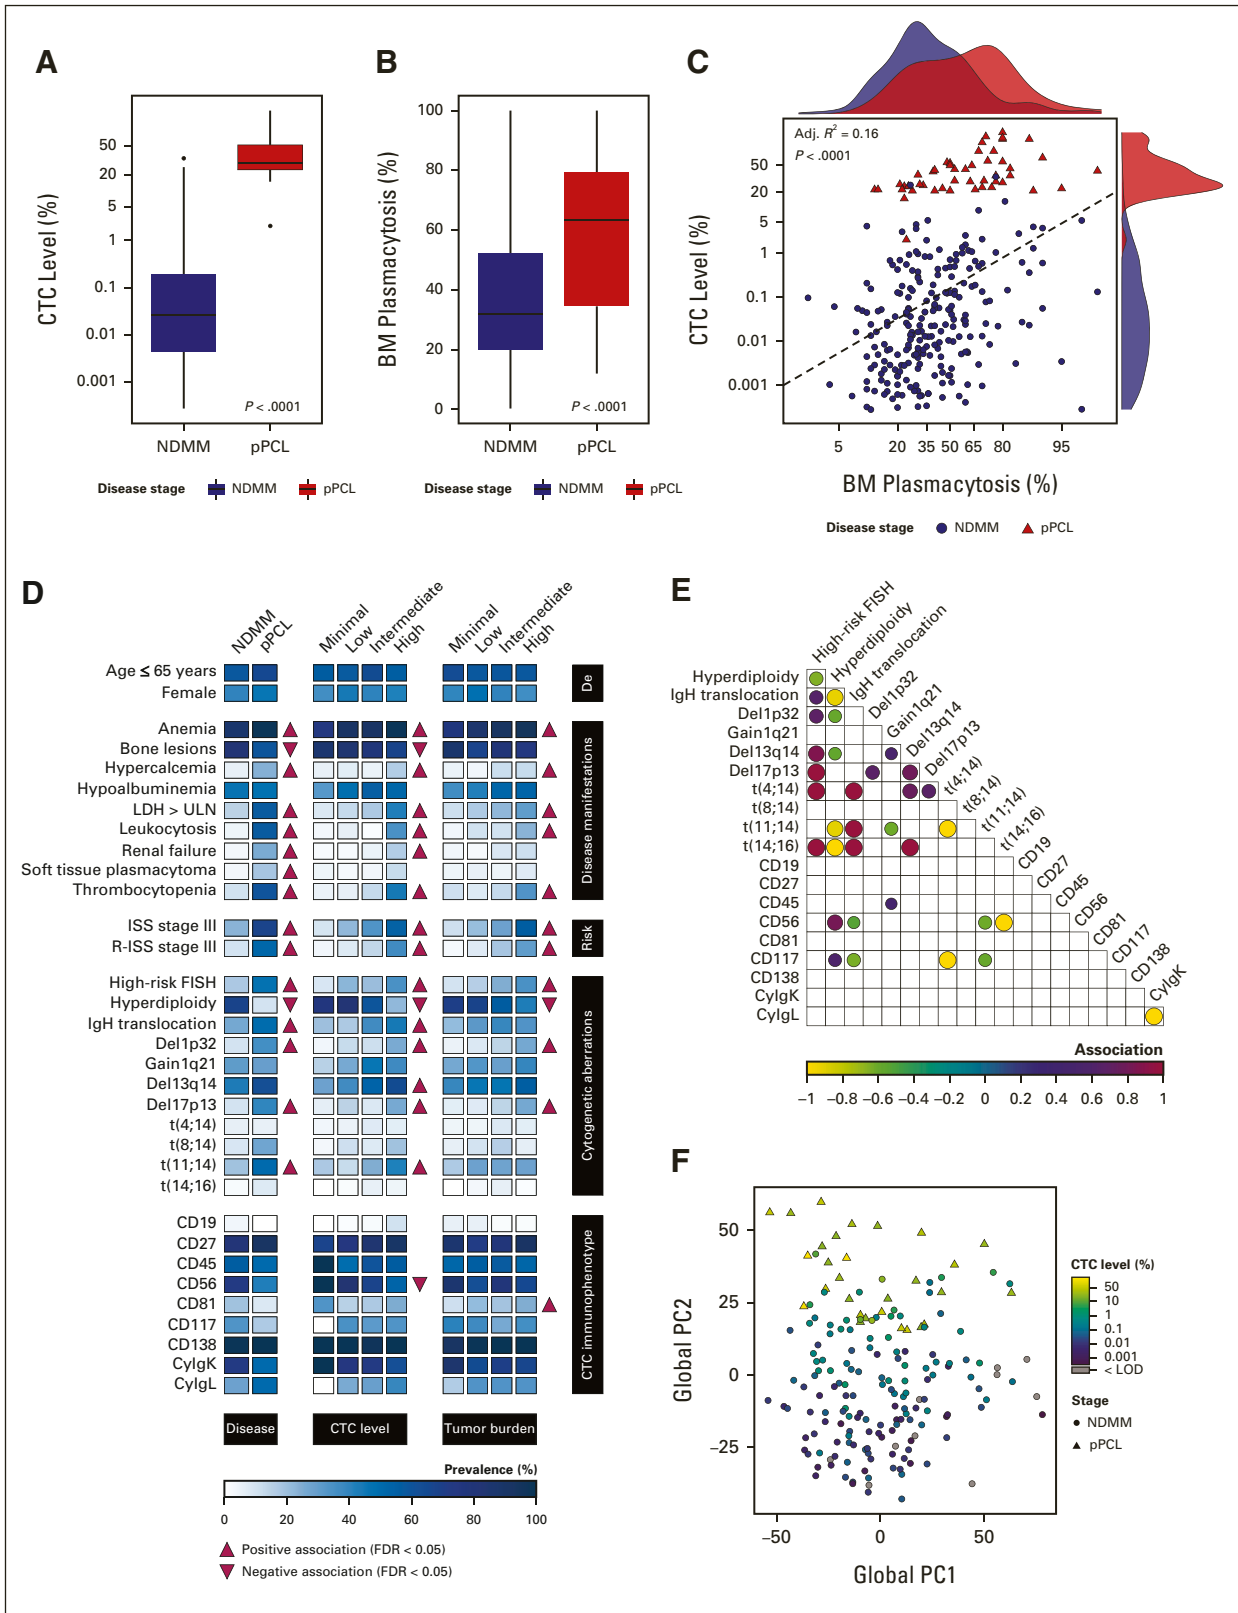 A
CTC Level (%)
50
20
5
1
0.1
0.01
0.001
P < .0001
NDMM
pPCL
Disease stage NDMM pPCL
B
BM Plasmacytosis (%)
100
80
60
40
20
0
P < .0001
NDMM
pPCL
Disease stage NDMM pPCL
C
Adj. R² = 0.16
P < .0001
CTC Level (%)
50
20
5
1
0.1
0.01
0.001
5 20 35 50 65 80 95
BM Plasmacytosis (%)
Disease stage NDMM pPCL
D
NDMM
pPCL
Minimal
Low
Intermediate
High
Minimal
Low
Intermediate
High
Age ≤ 65 years
Female
De
Anemia
Bone lesions
Hypercalcemia
Hypoalbuminemia
LDH > ULN
Leukocytosis
Renal failure
Soft tissue plasmacytoma
Thrombocytopenia
Disease manifestations
ISS stage III
R-ISS stage III
Risk
High-risk FISH
Hyperdiploidy
IgH translocation
Del1p32
Gain1q21
Del13q14
Del17p13
t(4;14)
t(8;14)
t(11;14)
t(14;16)
Cytogenetic aberrations
CD19
CD27
CD45
CD56
CD81
CD117
CD138
CyIgK
CyIgL
CTC immunophenotype
Disease
CTC level
Tumor burden
Prevalence (%)
0 20 40 60 80 100
Positive association (FDR < 0.05)
Negative association (FDR < 0.05)
E
High-risk FISH
Hyperdiploidy
IgH translocation
Del1p32
Gain1q21
Del13q14
Del17p13
t(4;14)
t(8;14)
t(11;14)
t(14;16)
CD19
CD27
CD45
CD56
CD81
CD117
CD138
CyIgK
Hyperdiploidy
IgH translocation
Del1p32
Gain1q21
Del13q14
Del17p13
t(4;14)
t(8;14)
t(11;14)
t(14;16)
CD19
CD27
CD45
CD56
CD81
CD117
CD138
CyIgK
CyIgL
Association
−1 −0.8 −0.6 −0.4 −0.2 0 0.2 0.4 0.6 0.8 1
F
Global PC2
50
25
0
−25
−50 0 50
Global PC1
CTC level (%)
50
10
1
0.1
0.01
0.001
< LOD
Stage
NDMM
pPCL